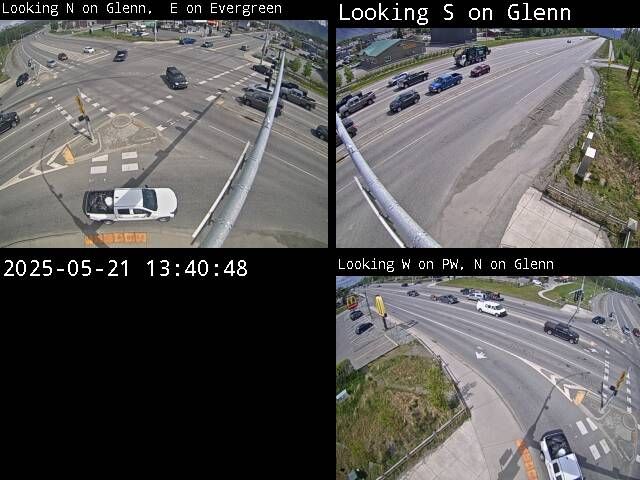 Looking N on Glenn,  E on Evergreen
Looking S on Glenn
2025-05-21 13:40:48
Looking W on PW, N on Glenn